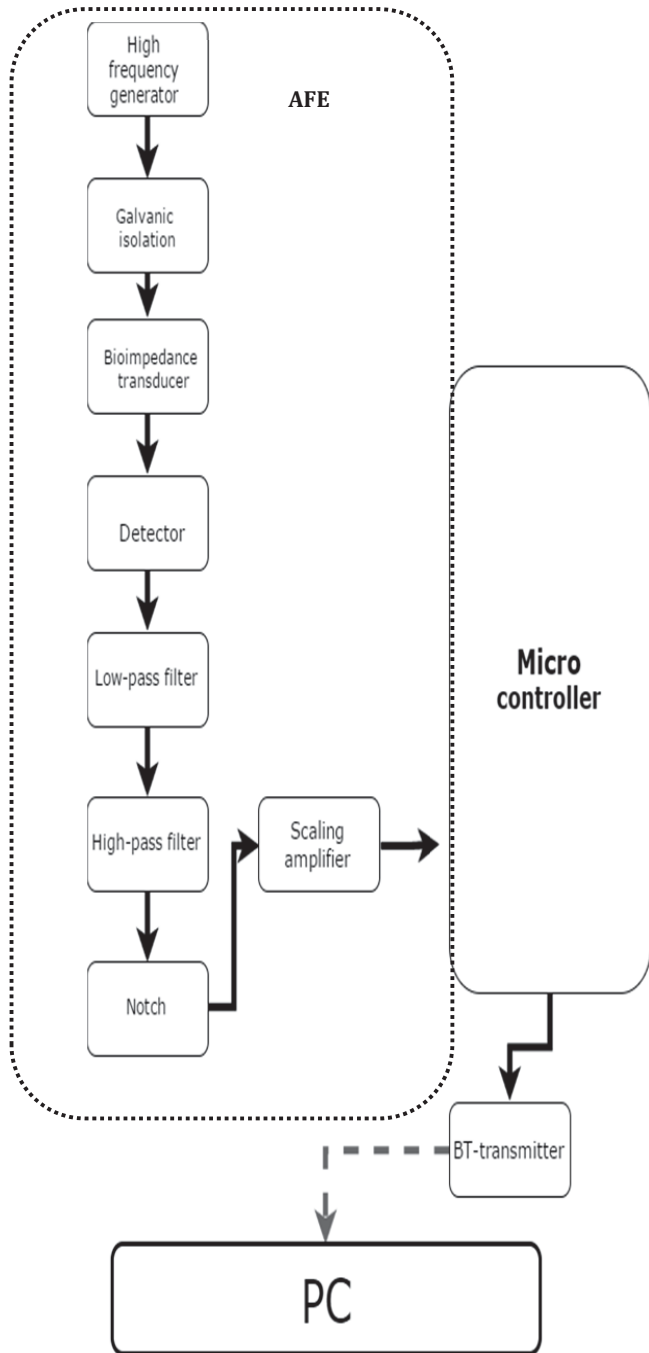 High
frequency
generator
AFE
Galvanic
isolation
Bioimpedance
transducer
Detector
Low-pass filter
High-pass filter
Notch
Scaling
amplifier
Micro
controller
BT-transmitter
PC